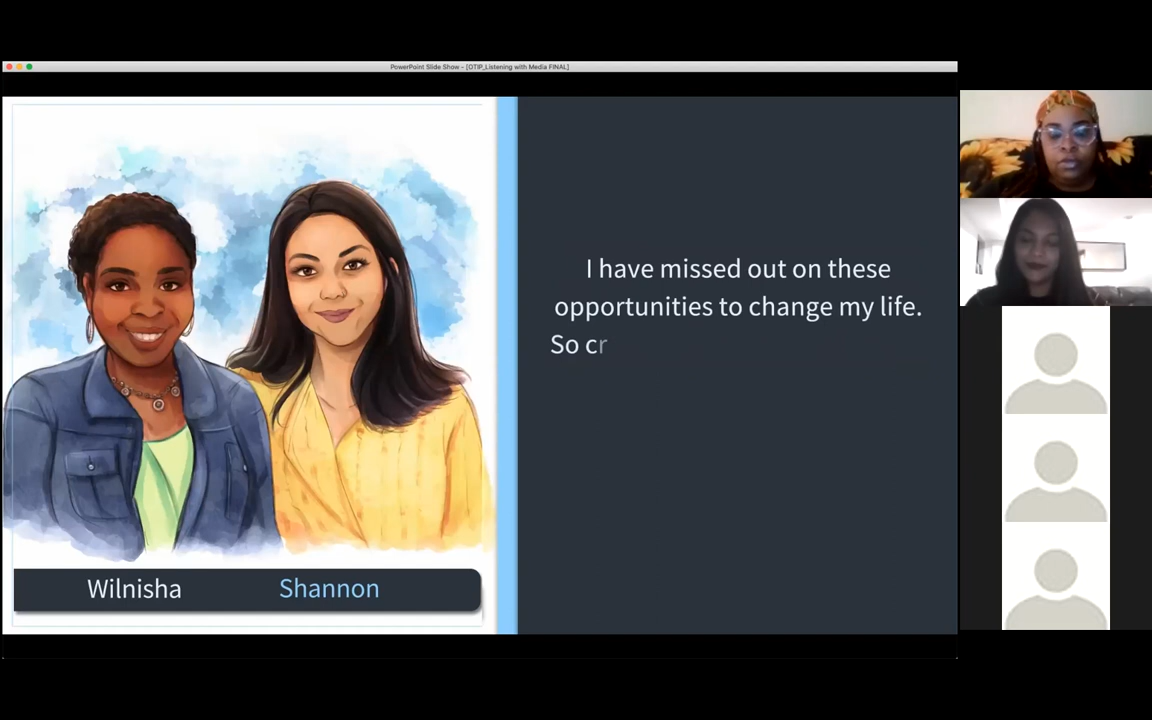 PowerPoint Slide Show - [OTIP_Listening with Media FINAL]
I have missed out on these
opportunities to change my life.
So cr
Wilnisha Shannon